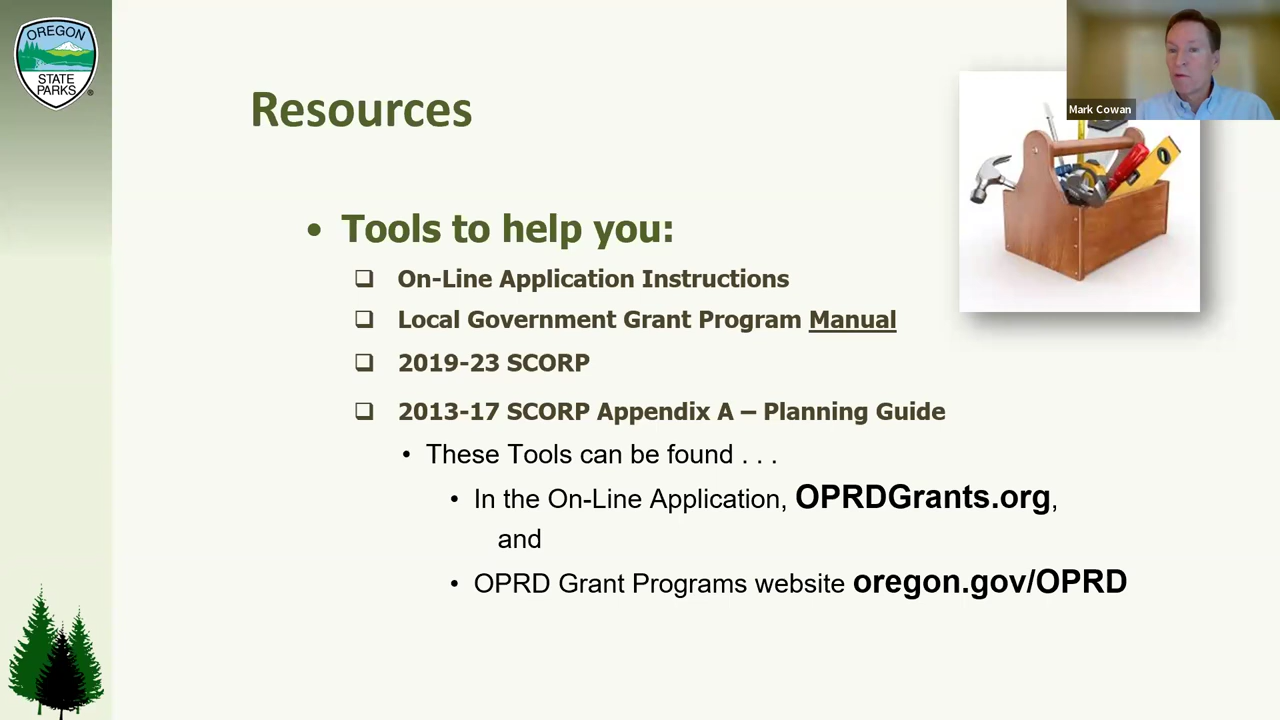 OREGON
STATE
PARKS
®
Mark Cowan
Resources
• Tools to help you:
❑ On-Line Application Instructions
❑ Local Government Grant Program Manual
❑ 2019-23 SCORP
❑ 2013-17 SCORP Appendix A – Planning Guide
• These Tools can be found . . .
• In the On-Line Application, OPRDGrants.org,
and
• OPRD Grant Programs website oregon.gov/OPRD